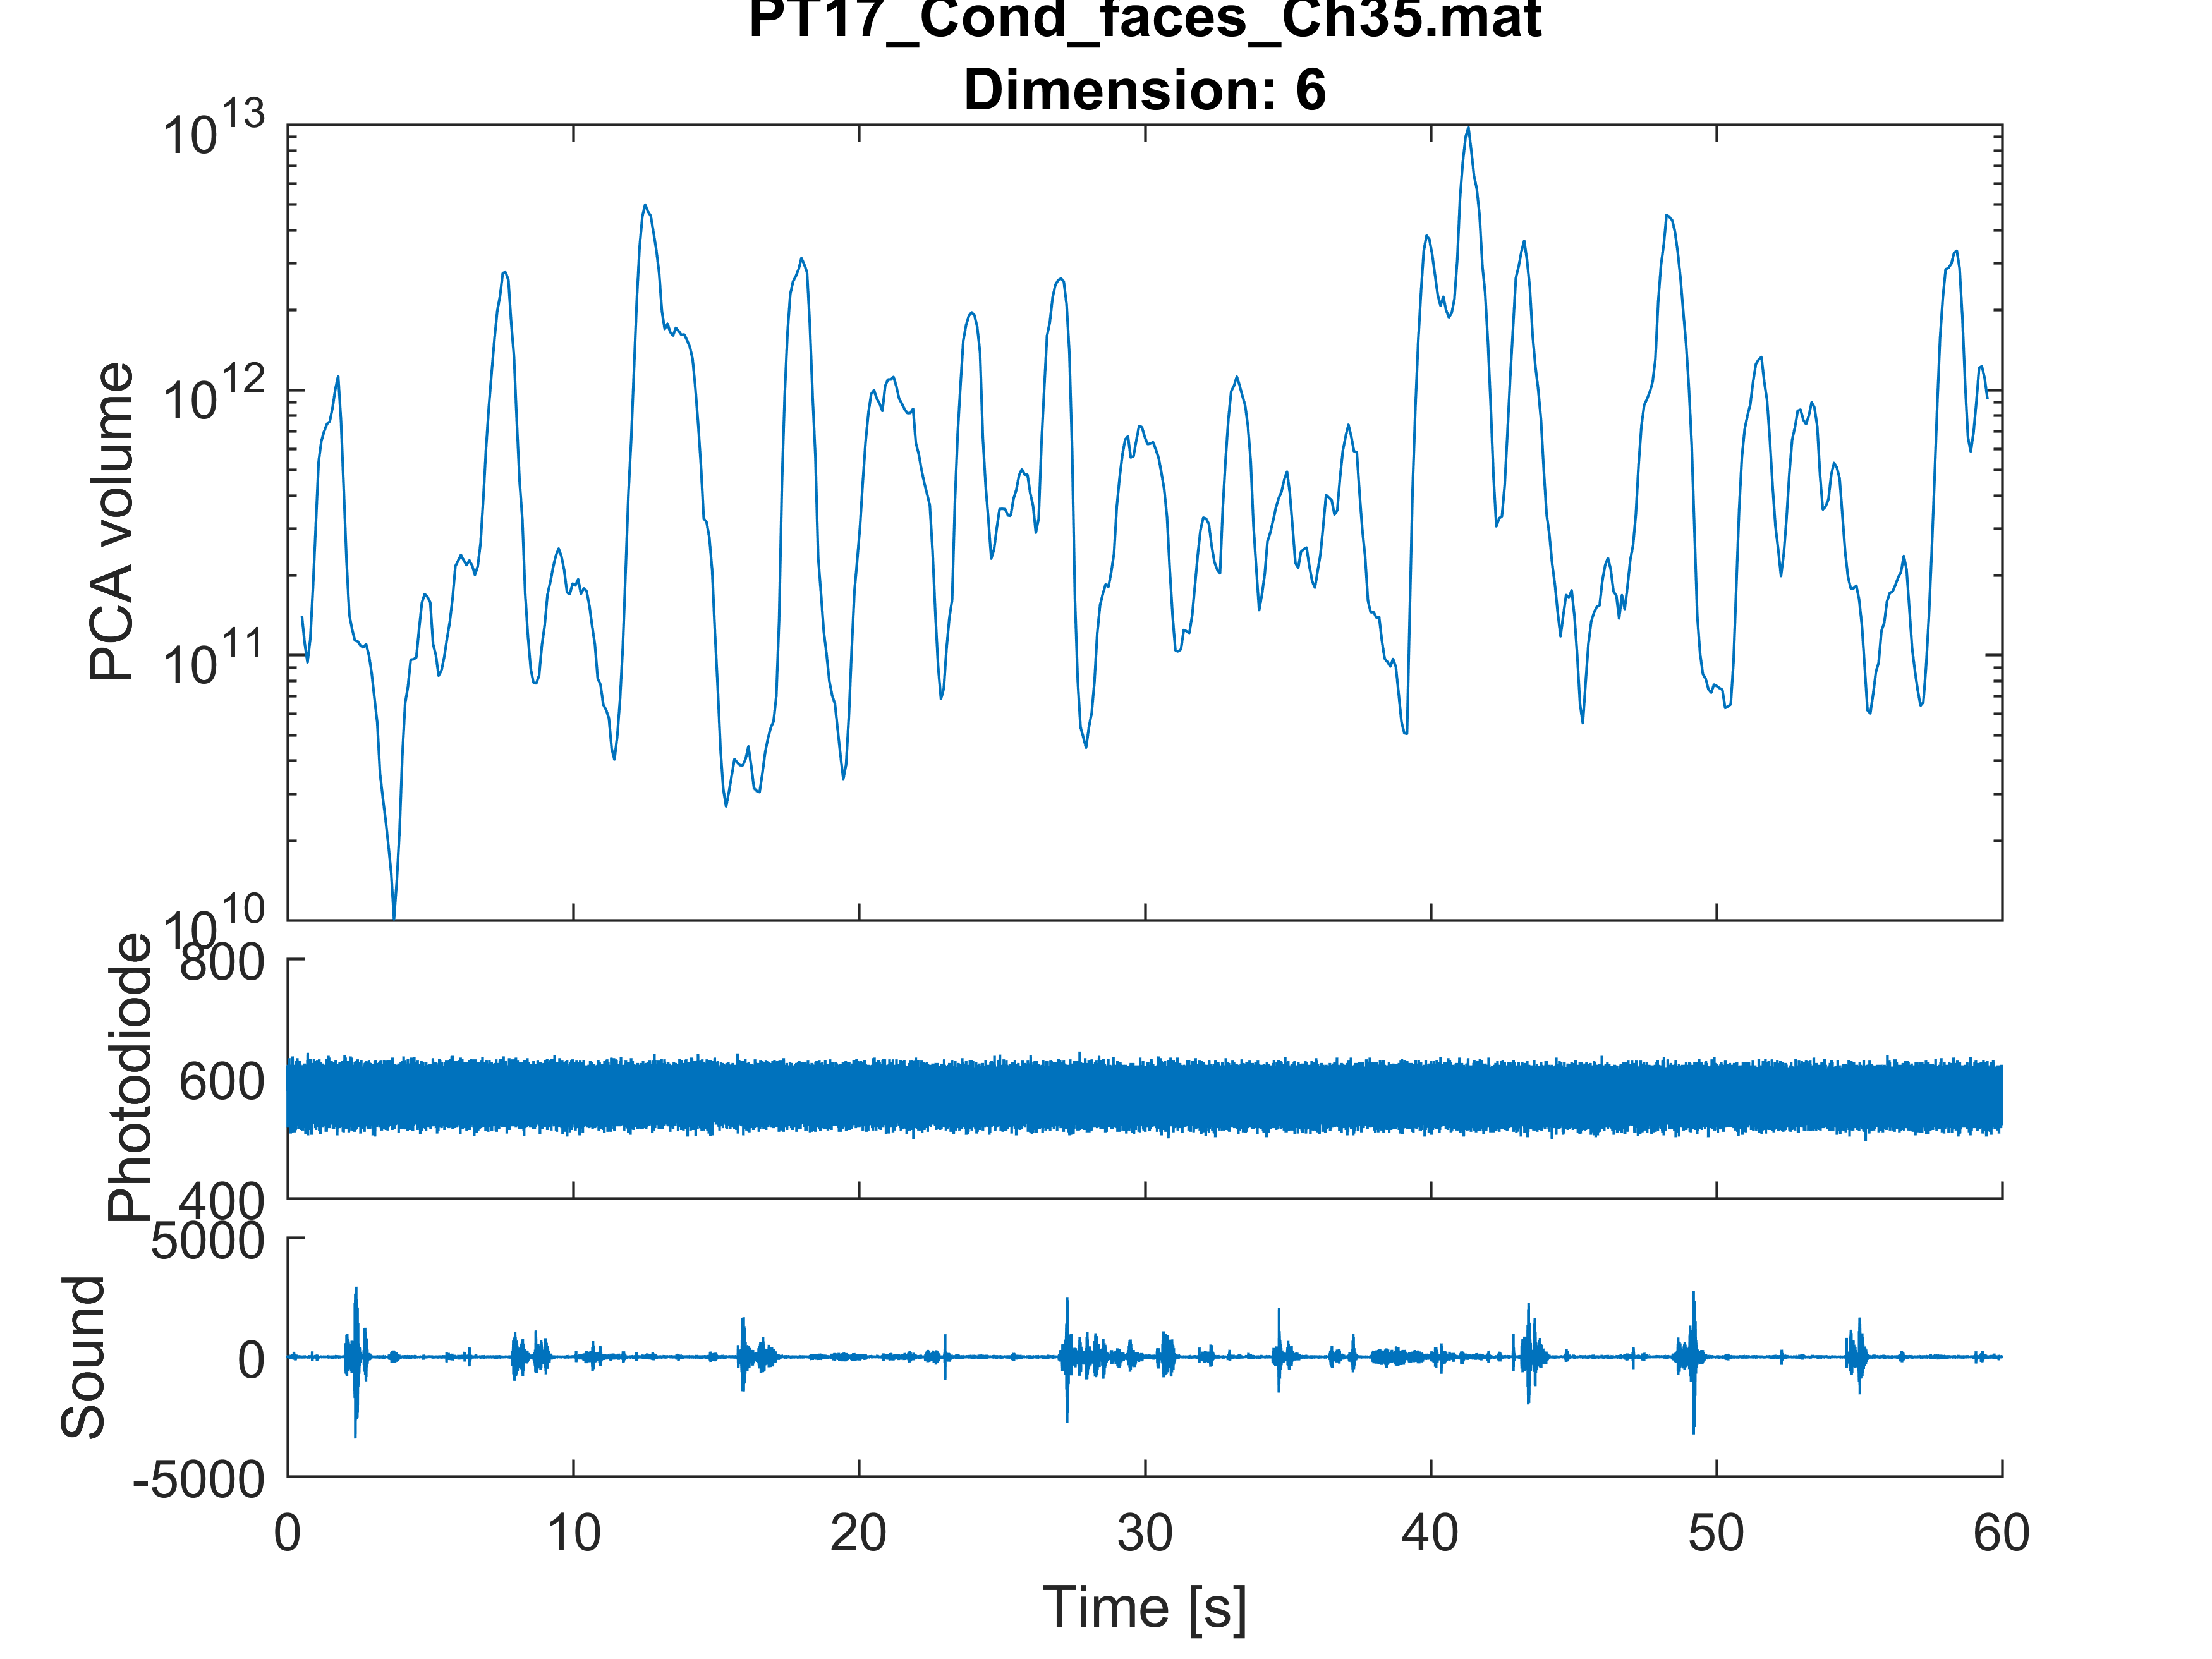 PT17_Cond_faces_Ch35.mat
Dimension: 6
10^13
10^12
10^11
10^10
PCA volume
800
600
400
Photodiode
5000
0
-5000
Sound
0 10 20 30 40 50 60
Time [s]